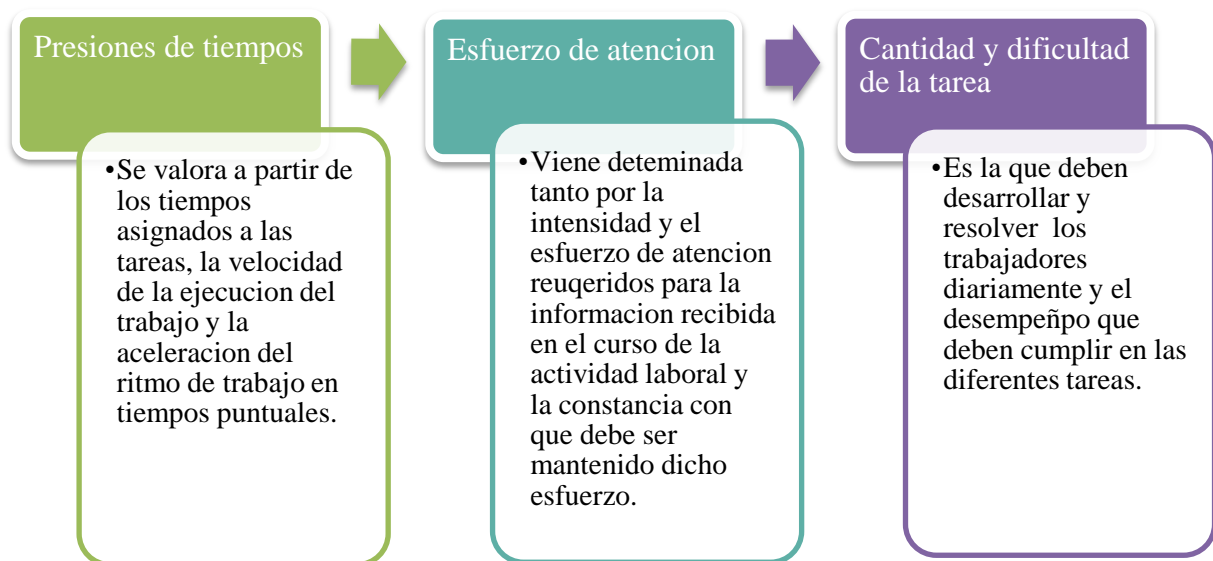 Presiones de tiempos
•Se valora a partir de
los tiempos
asignados a las
tareas, la velocidad
de la ejecucion del
trabajo y la
aceleracion del
ritmo de trabajo en
tiempos puntuales.
Esfuerzo de atencion
•Viene deteminada
tanto por la
intensidad y el
esfuerzo de atencion
reuqeridos para la
informacion recibida
en el curso de la
actividad laboral y
la constancia con
que debe ser
mantenido dicho
esfuerzo.
Cantidad y dificultad
de la tarea
•Es la que deben
desarrollar y
resolver los
trabajadores
diariamente y el
desempeñpo que
deben cumplir en las
diferentes tareas.